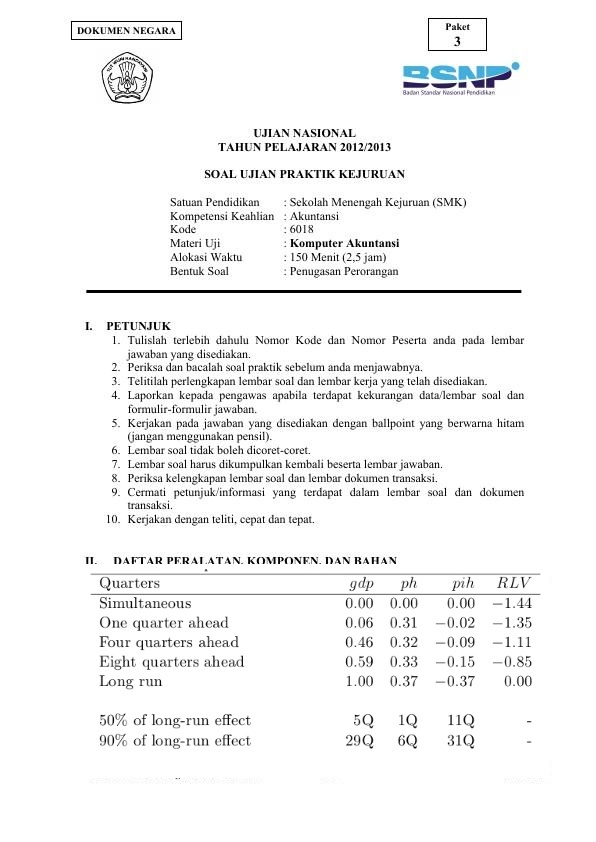 DOKUMEN NEGARA
Paket
3
TUT WURI HANDAYANI
BSNP
Badan Standar Nasional Pendidikan
UJIAN NASIONAL
TAHUN PELAJARAN 2012/2013
SOAL UJIAN PRAKTIK KEJURUAN
Satuan Pendidikan : Sekolah Menengah Kejuruan (SMK)
Kompetensi Keahlian : Akuntansi
Kode : 6018
Materi Uji : Komputer Akuntansi
Alokasi Waktu : 150 Menit (2,5 jam)
Bentuk Soal : Penugasan Perorangan
I. PETUNJUK
1. Tulislah terlebih dahulu Nomor Kode dan Nomor Peserta anda pada lembar
jawaban yang disediakan.
2. Periksa dan bacalah soal praktik sebelum anda menjawabnya.
3. Telitilah perlengkapan lembar soal dan lembar kerja yang telah disediakan.
4. Laporkan kepada pengawas apabila terdapat kekurangan data/lembar soal dan
formulir-formulir jawaban.
5. Kerjakan pada jawaban yang disediakan dengan ballpoint yang berwarna hitam
(jangan menggunakan pensil).
6. Lembar soal tidak boleh dicoret-coret.
7. Lembar soal harus dikumpulkan kembali beserta lembar jawaban.
8. Periksa kelengkapan lembar soal dan lembar dokumen transaksi.
9. Cermati petunjuk/informasi yang terdapat dalam lembar soal dan dokumen
transaksi.
10. Kerjakan dengan teliti, cepat dan tepat.
II. DAFTAR PERALATAN, KOMPONEN, DAN BAHAN
Quarters gdp ph pih RLV
Simultaneous 0.00 0.00 0.00 −1.44
One quarter ahead 0.06 0.31 −0.02 −1.35
Four quarters ahead 0.46 0.32 −0.09 −1.11
Eight quarters ahead 0.59 0.33 −0.15 −0.85
Long run 1.00 0.37 −0.37 0.00
50% of long-run effect 5Q 1Q 11Q -
90% of long-run effect 29Q 6Q 31Q -